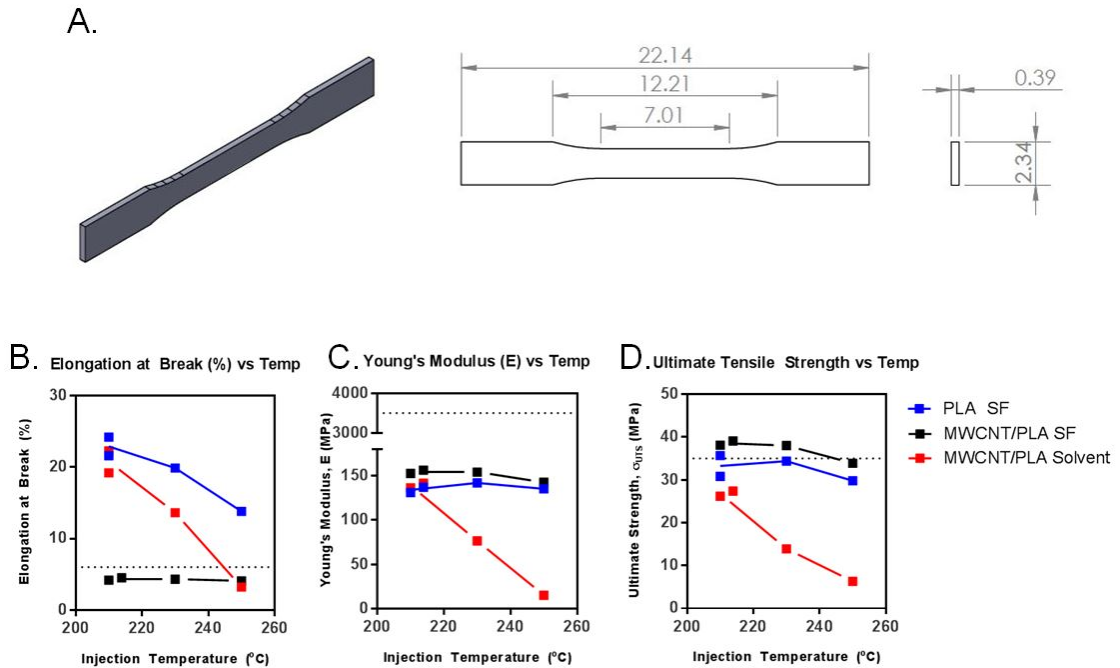 A.
22.14
12.21
7.01
0.39
2.34
B. Elongation at Break (%) vs Temp
Elongation at Break (%)
30
20
10
0
200 220 240 260
Injection Temperature (°C)
C. Young's Modulus (E) vs Temp
Young's Modulus, E (MPa)
4000
3000
150
100
50
0
200 220 240 260
Injection Temperature (°C)
D. Ultimate Tensile Strength vs Temp
Ultimate Strength, σUTS (MPa)
50
40
30
20
10
0
200 220 240 260
Injection Temperature (°C)
PLA SF
MWCNT/PLA SF
MWCNT/PLA Solvent